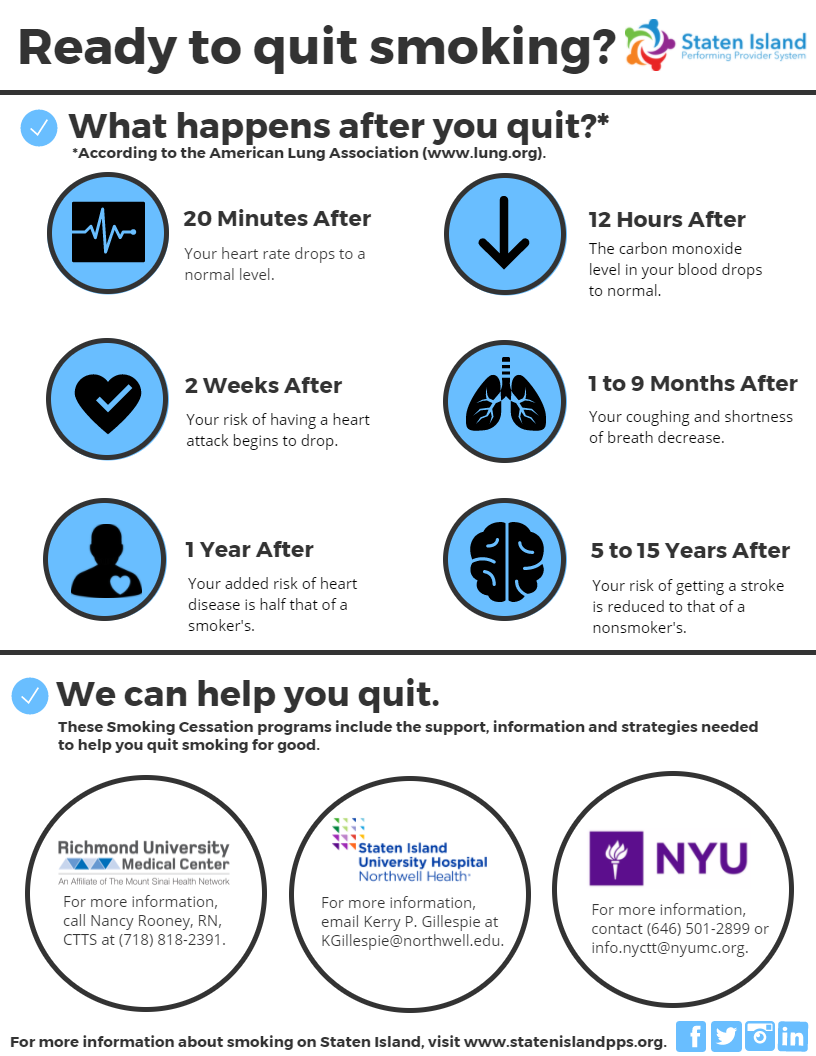 Ready to quit smoking?
Staten Island
Performing Provider System
What happens after you quit?*
*According to the American Lung Association (www.lung.org).
20 Minutes After
Your heart rate drops to a
normal level.
12 Hours After
The carbon monoxide
level in your blood drops
to normal.
2 Weeks After
Your risk of having a heart
attack begins to drop.
1 to 9 Months After
Your coughing and shortness
of breath decrease.
1 Year After
Your added risk of heart
disease is half that of a
smoker's.
5 to 15 Years After
Your risk of getting a stroke
is reduced to that of a
nonsmoker's.
We can help you quit.
These Smoking Cessation programs include the support, information and strategies needed
to help you quit smoking for good.
Richmond University
Medical Center
An Affiliate of The Mount Sinai Health Network
For more information,
call Nancy Rooney, RN,
CTTS at (718) 818-2391.
Staten Island
University Hospital
Northwell Health®
For more information,
email Kerry P. Gillespie at
KGillespie@northwell.edu.
NYU
For more information,
contact (646) 501-2899 or
info.nyctt@nyumc.org.
For more information about smoking on Staten Island, visit www.statenislandpps.org.